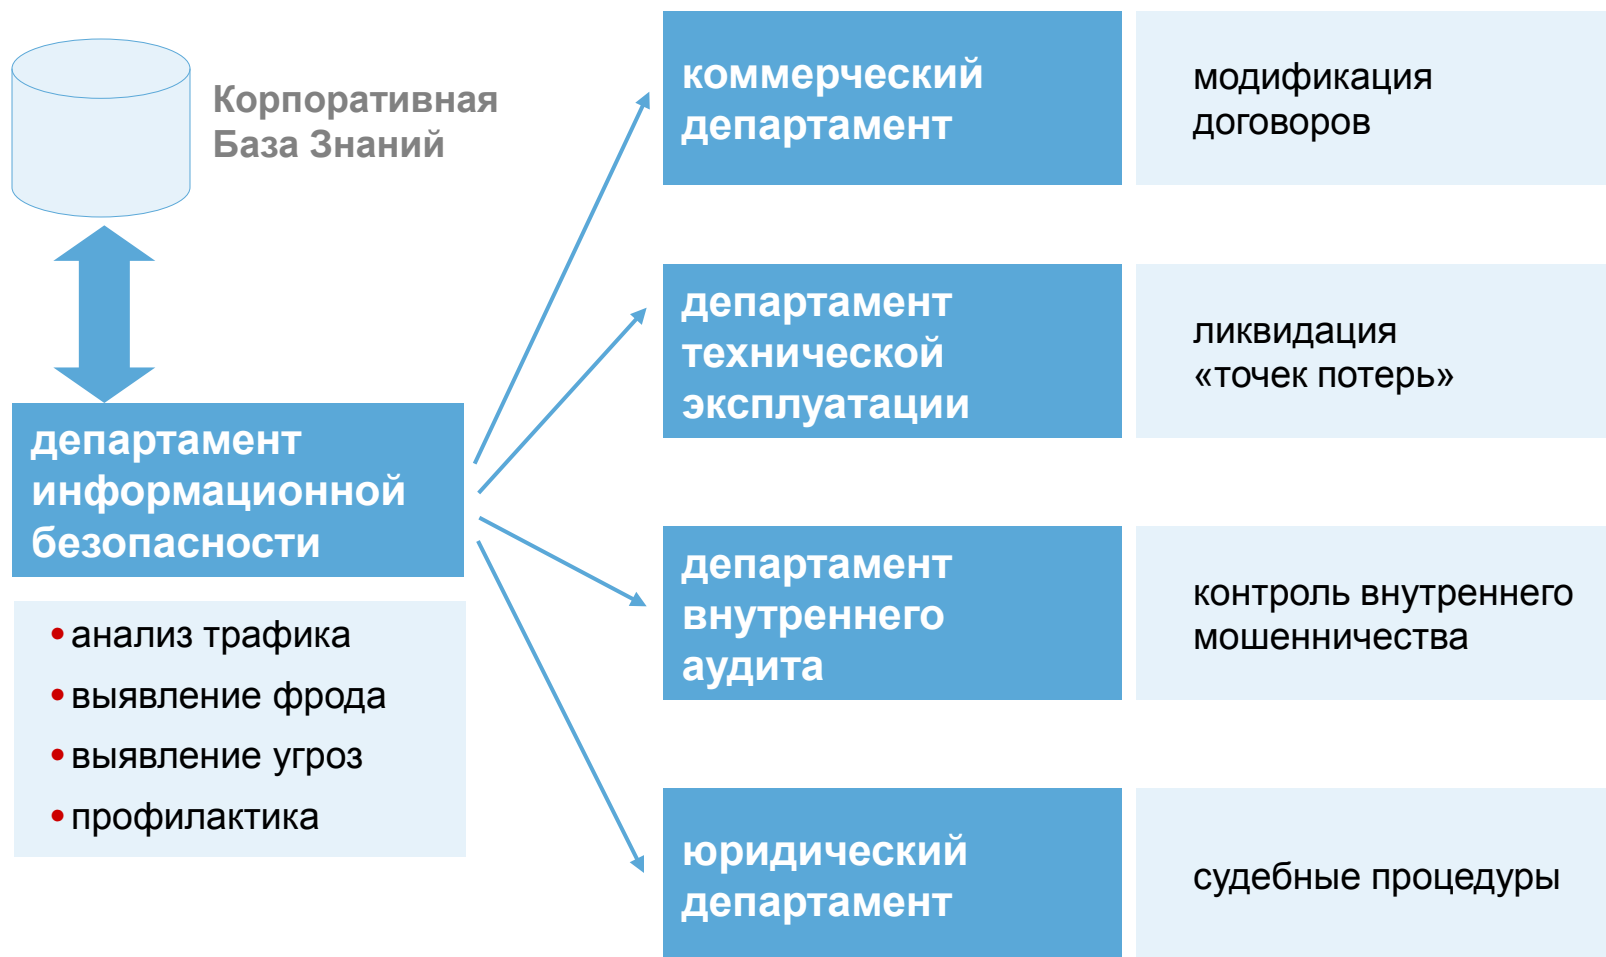 Корпоративная
База Знаний
департамент
информационной
безопасности
• анализ трафика
• выявление фрода
• выявление угроз
• профилактика
коммерческий
департамент
модификация
договоров
департамент
технической
эксплуатации
ликвидация
«точек потерь»
департамент
внутреннего
аудита
контроль внутреннего
мошенничества
юридический
департамент
судебные процедуры